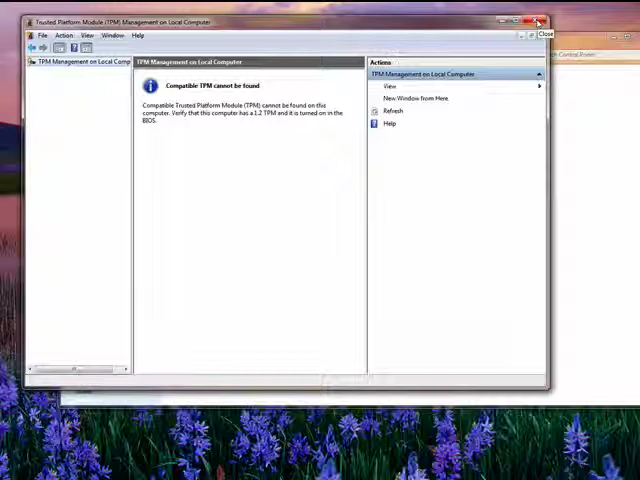 Trusted Platform Module (TPM) Management on Local Computer
Close
File Action View Window Help
Control Panel
TPM Management on Local Comp
TPM Management on Local Computer
Actions
TPM Management on Local Computer
Compatible TPM cannot be found
View
Compatible Trusted Platform Module (TPM) cannot be found on this
computer. Verify that this computer has a 1.2 TPM and it is turned on in the
BIOS.
New Window from Here
Refresh
Help